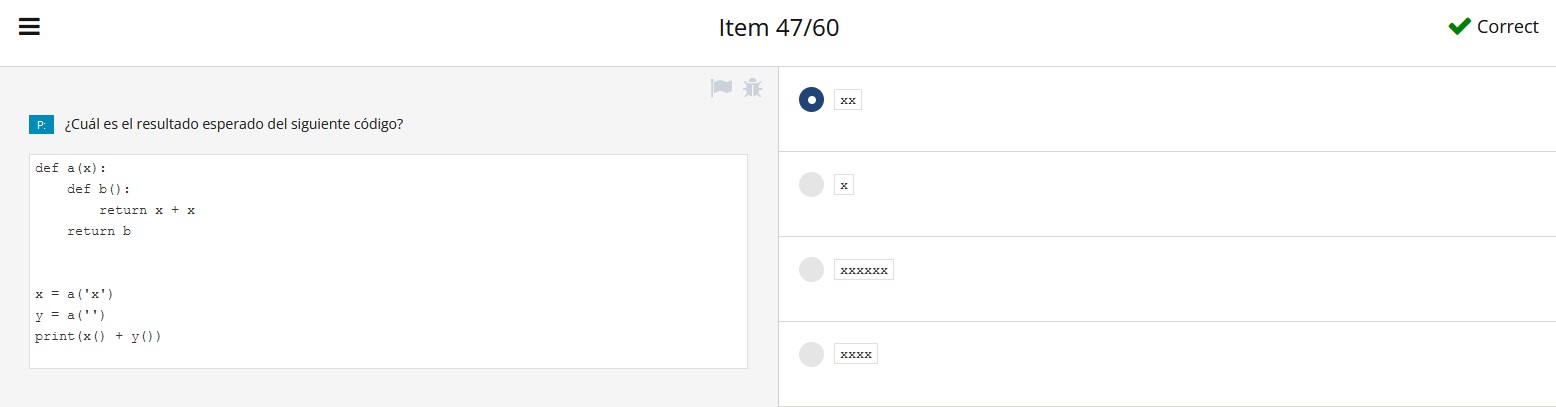 Item 47/60
Correct
P: ¿Cuál es el resultado esperado del siguiente código?
def a(x):
    def b():
        return x + x
    return b
x = a('x')
y = a('')
print(x() + y())
xx
x
xxxxxx
xxxx